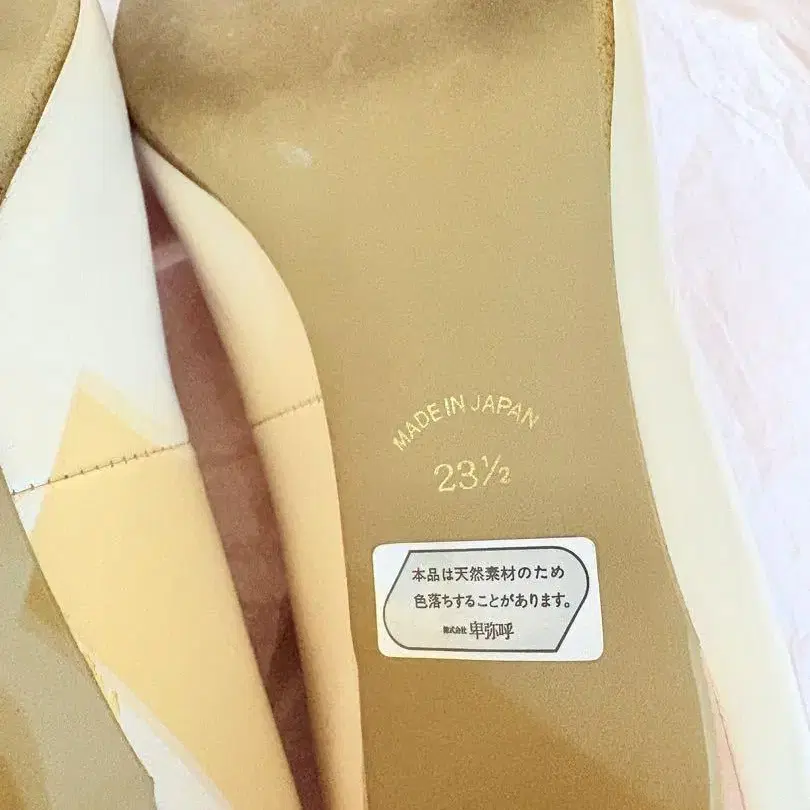 MADE IN JAPAN
23½
本品は天然素材のため
色落ちすることがあります。
株式会社 卑弥呼